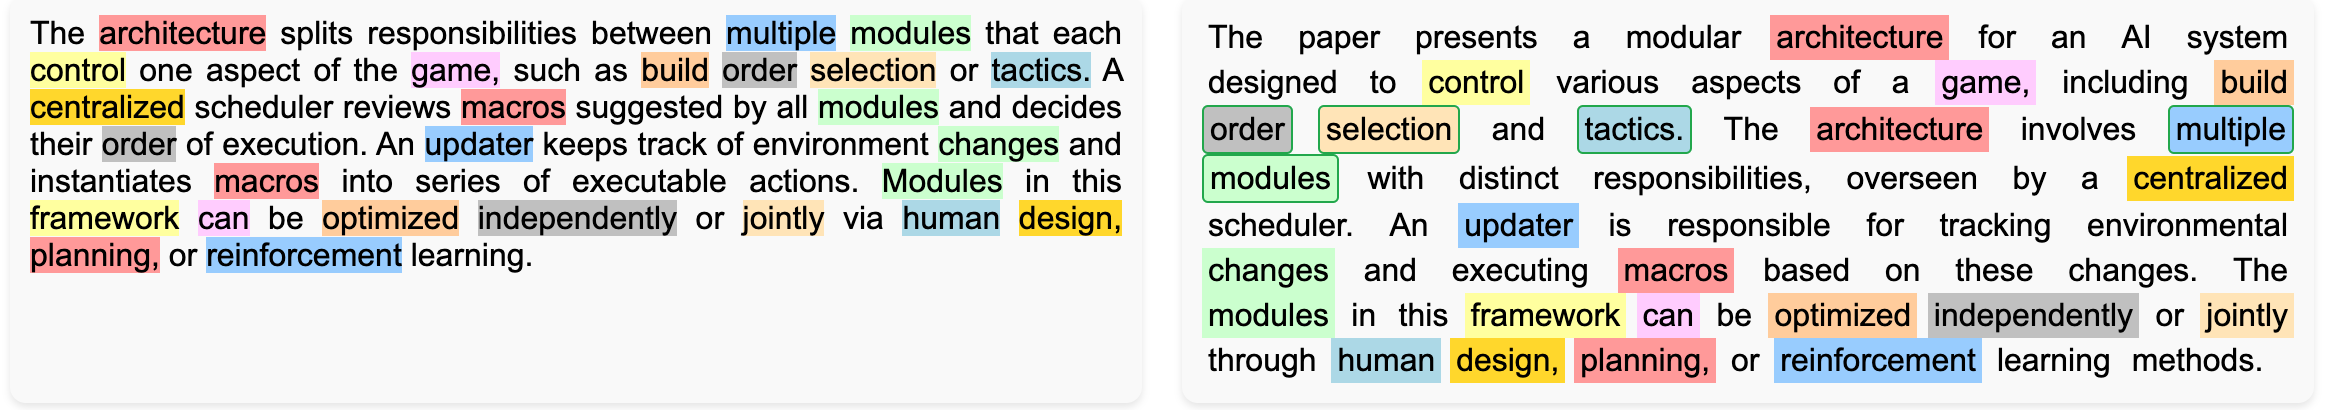 The architecture splits responsibilities between multiple modules that each
control one aspect of the game, such as build order selection or tactics. A
centralized scheduler reviews macros suggested by all modules and decides
their order of execution. An updater keeps track of environment changes and
instantiates macros into series of executable actions. Modules in this
framework can be optimized independently or jointly via human design,
planning, or reinforcement learning.
The paper presents a modular architecture for an AI system
designed to control various aspects of a game, including build
order selection and tactics. The architecture involves multiple
modules with distinct responsibilities, overseen by a centralized
scheduler. An updater is responsible for tracking environmental
changes and executing macros based on these changes. The
modules in this framework can be optimized independently or jointly
through human design, planning, or reinforcement learning methods.